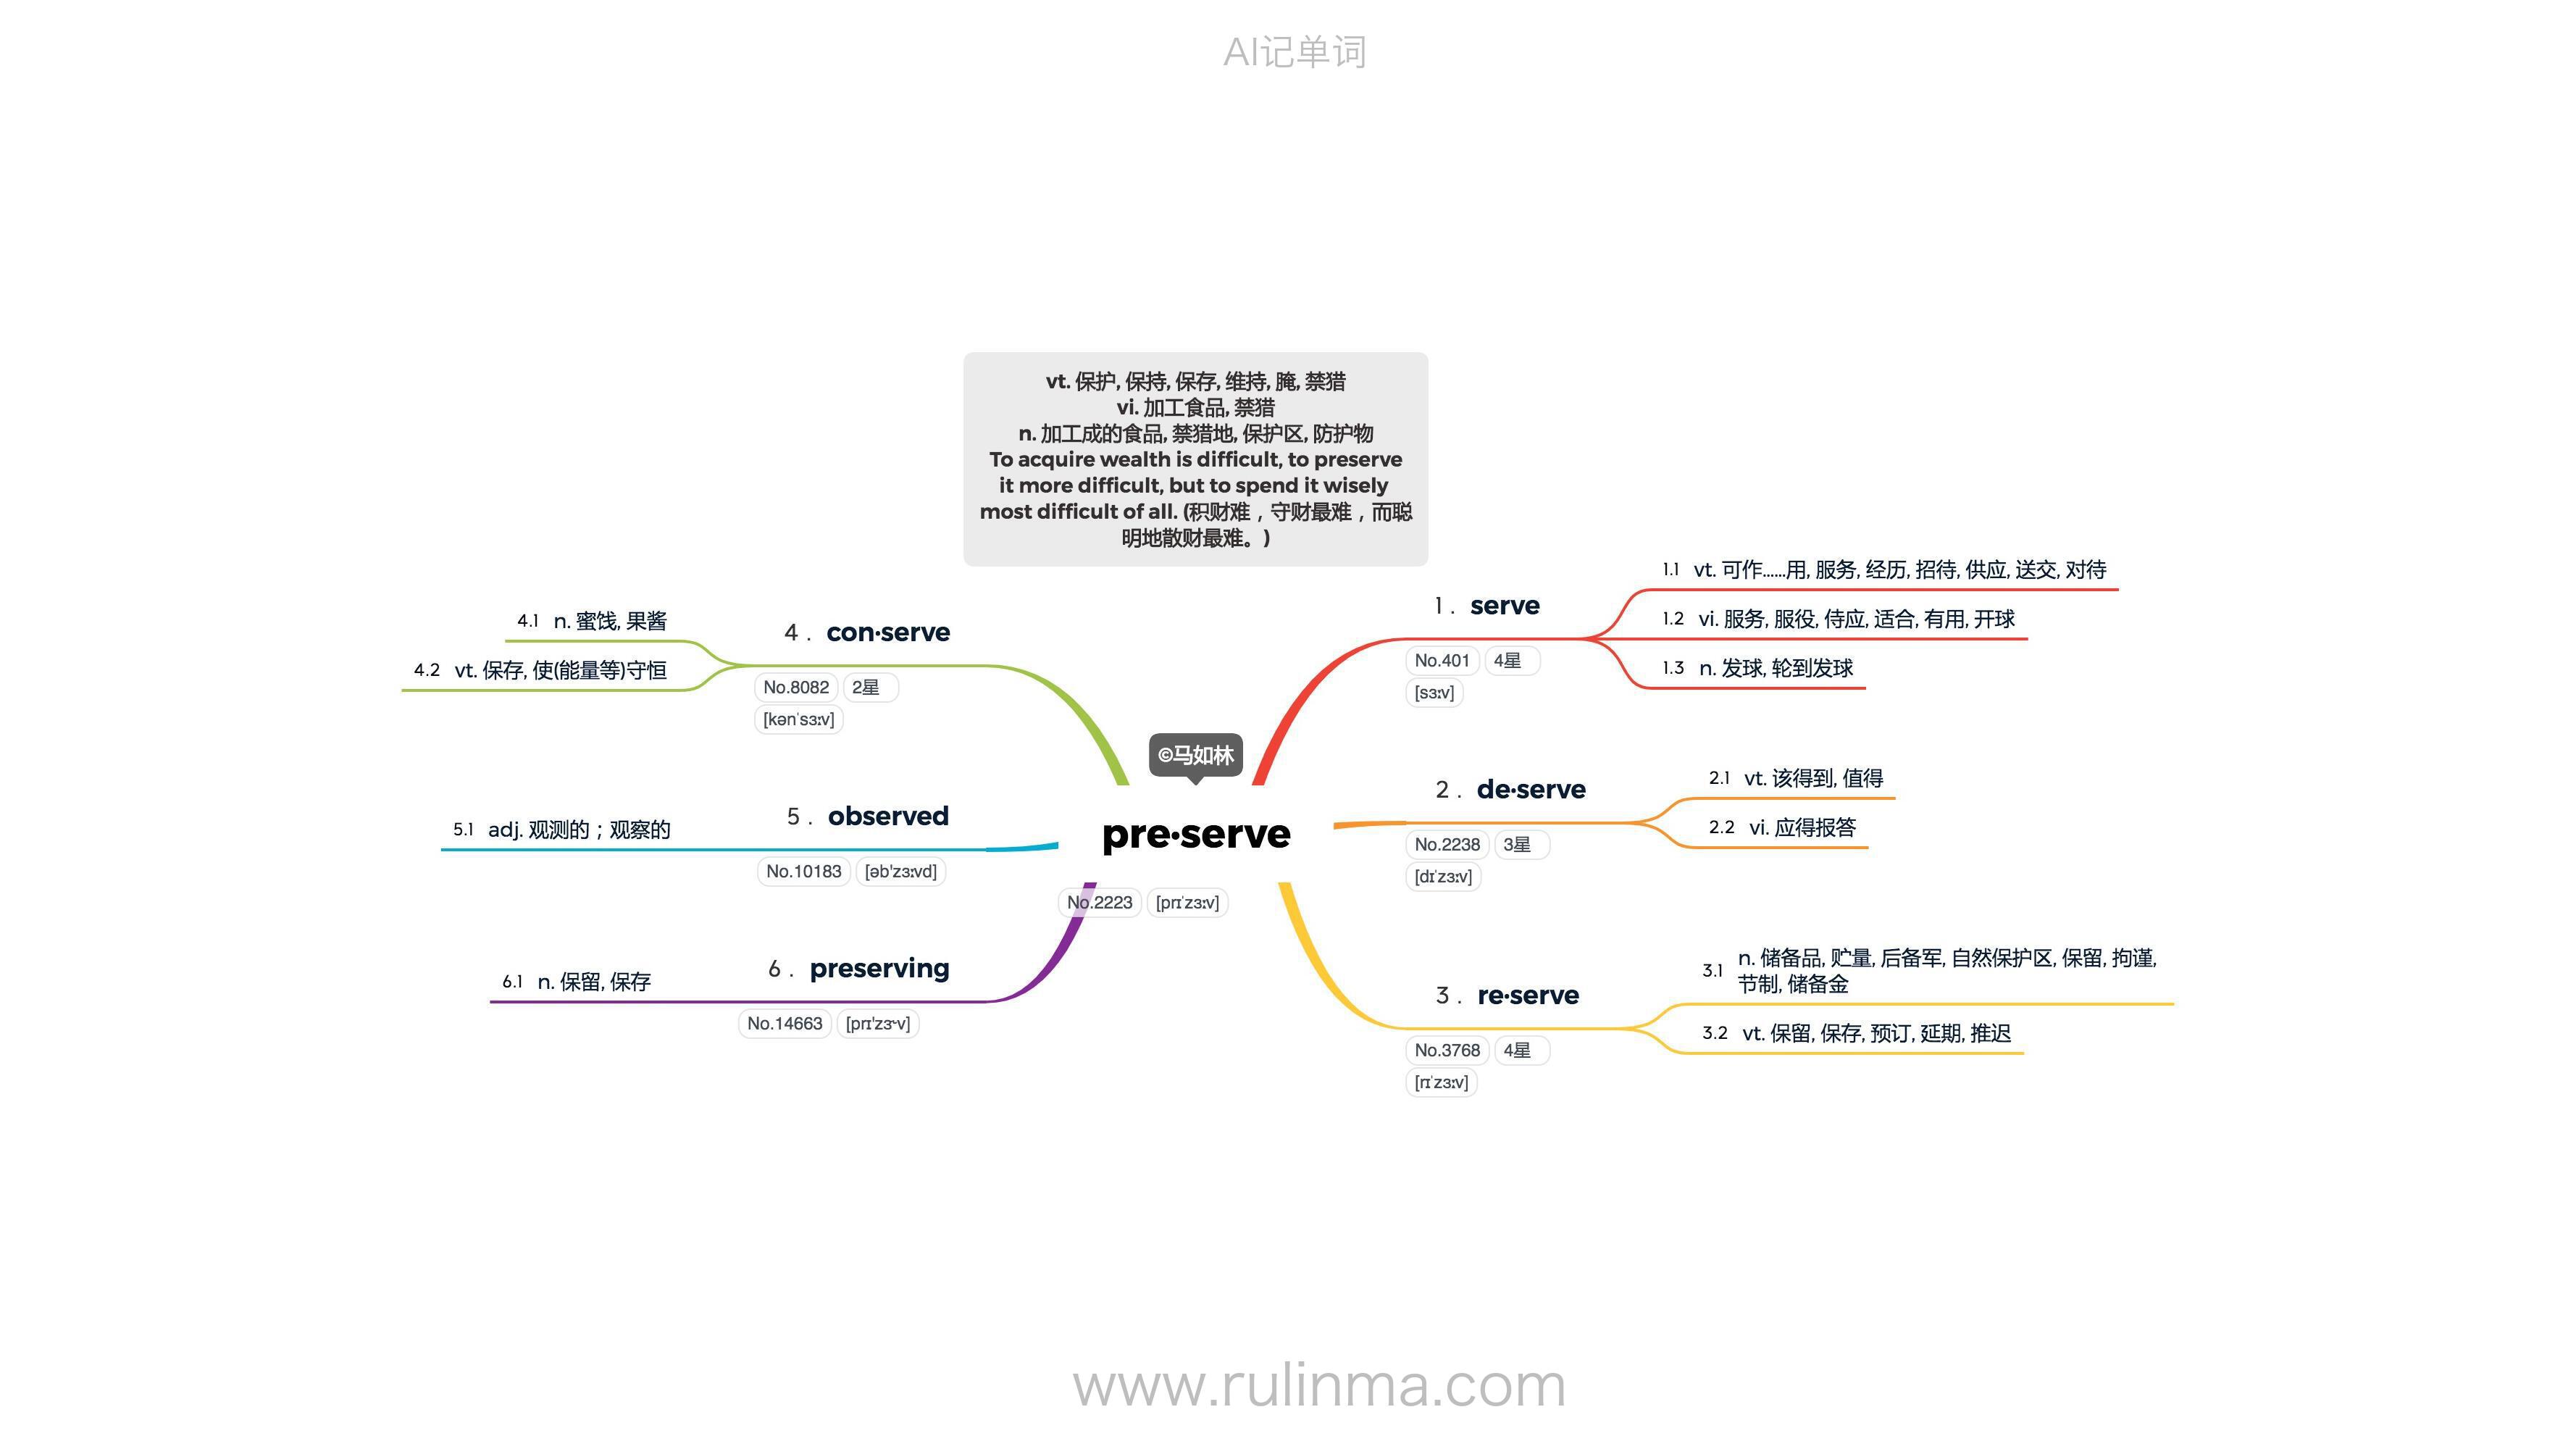 AI记单词
vt. 保护, 保持, 保存, 维持, 腌, 禁猎
vi. 加工食品, 禁猎
n. 加工成的食品, 禁猎地, 保护区, 防护物
To acquire wealth is difficult, to preserve
it more difficult, but to spend it wisely
most difficult of all. (积财难，守财最难，而聪
明地散财最难。)
©马如林
pre·serve
No.2223 [prɪˈzɜːv]
1. serve
No.401 4星
[sɜːv]
1.1 vt. 可作……用, 服务, 经历, 招待, 供应, 送交, 对待
1.2 vi. 服务, 服役, 侍应, 适合, 有用, 开球
1.3 n. 发球, 轮到发球
2. de·serve
No.2238 3星
[dɪˈzɜːv]
2.1 vt. 该得到, 值得
2.2 vi. 应得报答
3. re·serve
No.3768 4星
[rɪˈzɜːv]
3.1 n. 储备品, 贮量, 后备军, 自然保护区, 保留, 拘谨,
节制, 储备金
3.2 vt. 保留, 保存, 预订, 延期, 推迟
4. con·serve
No.8082 2星
[kənˈsɜːv]
4.1 n. 蜜饯, 果酱
4.2 vt. 保存, 使(能量等)守恒
5. observed
No.10183 [əb'zɜːvd]
5.1 adj. 观测的；观察的
6. preserving
No.14663 [prɪ'zɝv]
6.1 n. 保留, 保存
www.rulinma.com